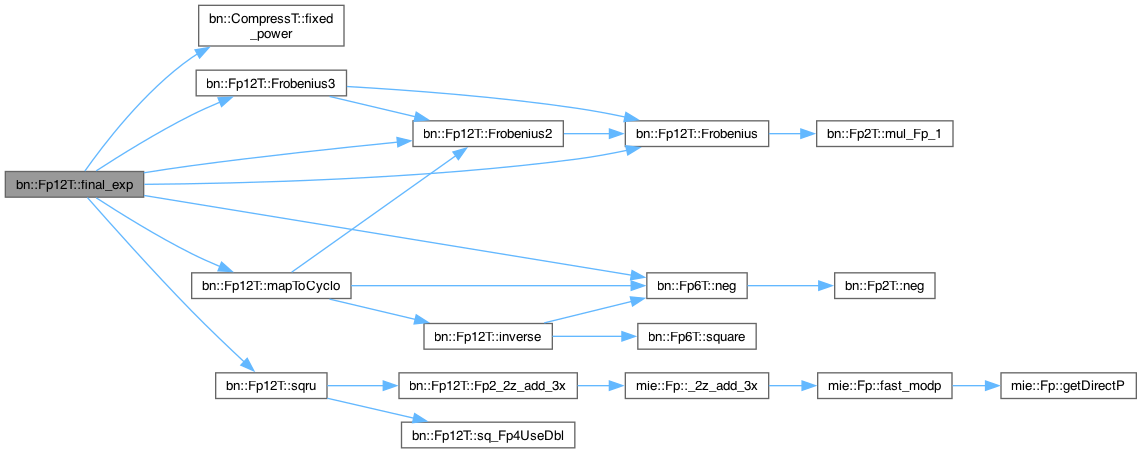 bn::CompressT::fixed
_power
bn::Fp12T::Frobenius3
bn::Fp12T::Frobenius2
bn::Fp12T::Frobenius
bn::Fp2T::mul_Fp_1
bn::Fp12T::final_exp
bn::Fp12T::mapToCyclo
bn::Fp6T::neg
bn::Fp2T::neg
bn::Fp12T::inverse
bn::Fp6T::square
bn::Fp12T::sqru
bn::Fp12T::Fp2_2z_add_3x
mie::Fp::_2z_add_3x
mie::Fp::fast_modp
mie::Fp::getDirectP
bn::Fp12T::sq_Fp4UseDbl